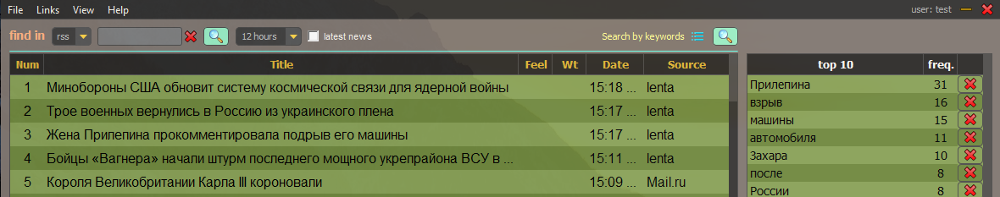 File Links View Help user: test
find in rss 12 hours latest news Search by keywords
Num Title Feel Wt Date Source
1 Минобороны США обновит систему космической связи для ядерной войны 15:18 ... lenta
2 Трое военных вернулись в Россию из украинского плена 15:17 ... lenta
3 Жена Прилепина прокомментировала подрыв его машины 15:17 ... lenta
4 Бойцы «Вагнера» начали штурм последнего мощного укрепрайона ВСУ в ... 15:11 ... lenta
5 Короля Великобритании Карла III короновали 15:09 ... Mail.ru
top 10 freq.
Прилепина 31
взрыв 16
машины 15
автомобиля 11
Захара 10
после 8
России 8